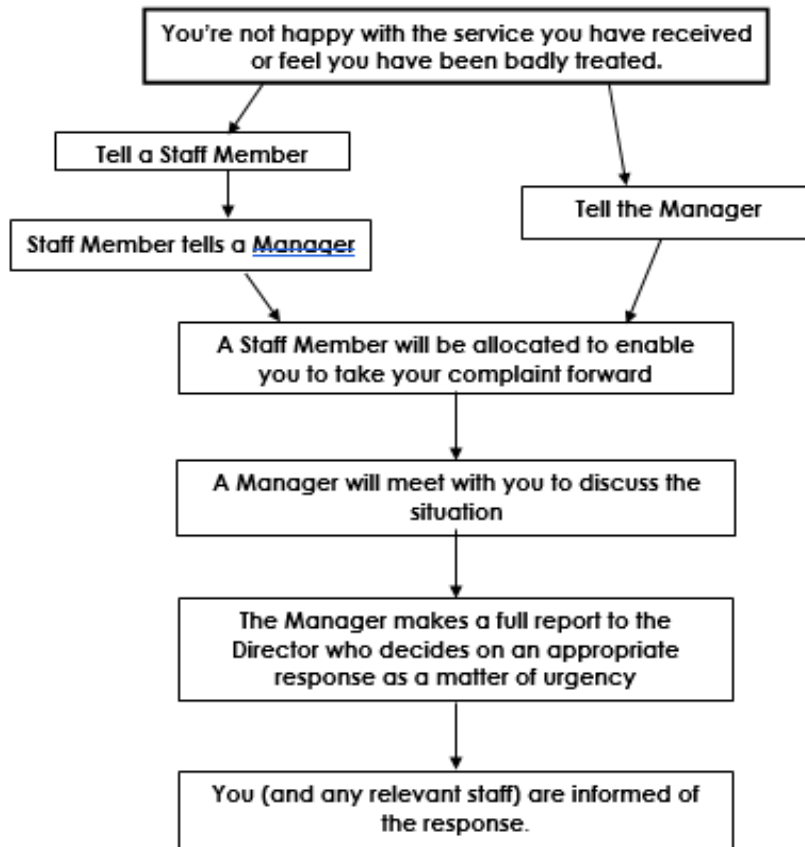 You're not happy with the service you have received
or feel you have been badly treated.
Tell a Staff Member
Tell the Manager
Staff Member tells a Manager
A Staff Member will be allocated to enable
you to take your complaint forward
A Manager will meet with you to discuss the
situation
The Manager makes a full report to the
Director who decides on an appropriate
response as a matter of urgency
You (and any relevant staff) are informed of
the response.